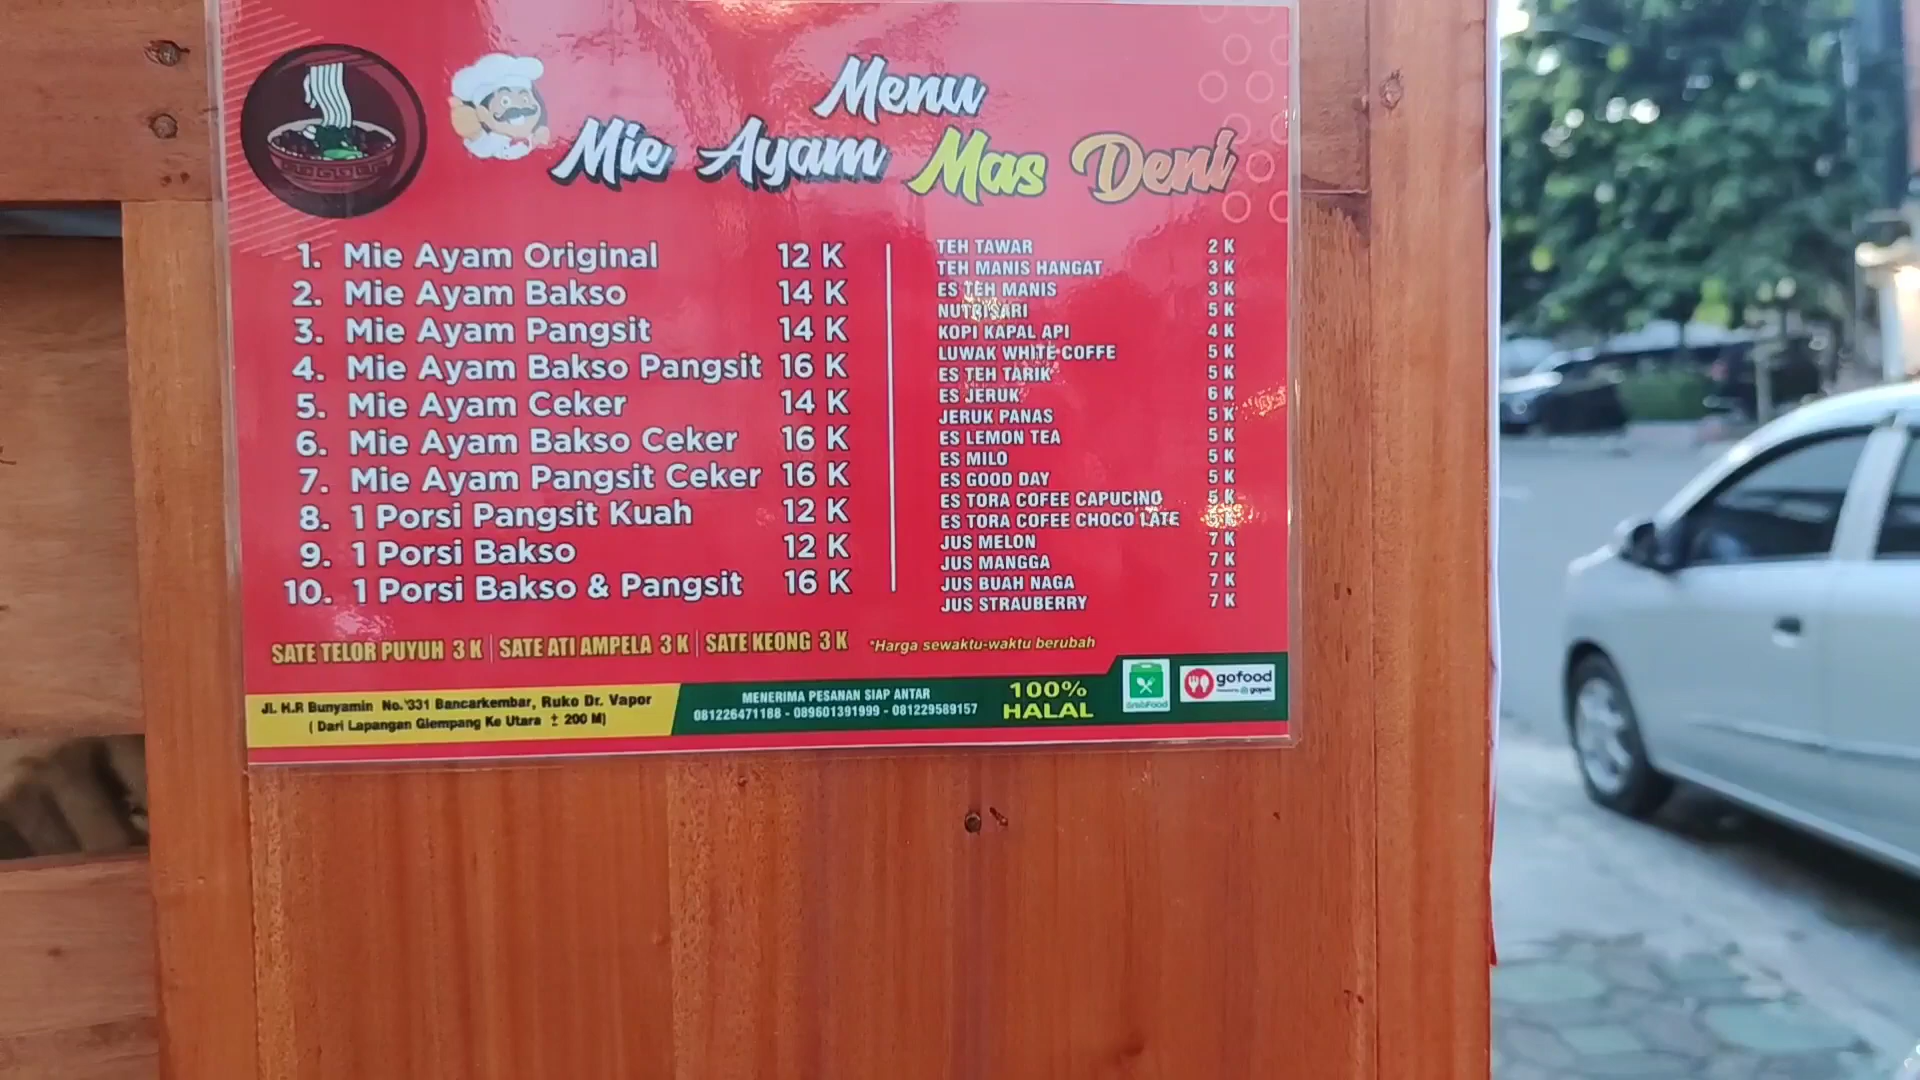 Menu
Mie Ayam Mas Deni
1. Mie Ayam Original 12 K
2. Mie Ayam Bakso 14 K
3. Mie Ayam Pangsit 14 K
4. Mie Ayam Bakso Pangsit 16 K
5. Mie Ayam Ceker 14 K
6. Mie Ayam Bakso Ceker 16 K
7. Mie Ayam Pangsit Ceker 16 K
8. 1 Porsi Pangsit Kuah 12 K
9. 1 Porsi Bakso 12 K
10. 1 Porsi Bakso & Pangsit 16 K
TEH TAWAR 2 K
TEH MANIS HANGAT 3 K
ES TEH MANIS 3 K
NUTRISARI 5 K
KOPI KAPAL API 4 K
LUWAK WHITE COFFE 5 K
ES TEH TARIK 5 K
ES JERUK 6 K
JERUK PANAS 5 K
ES LEMON TEA 5 K
ES MILO 5 K
ES GOOD DAY 5 K
ES TORA COFEE CAPUCINO 5 K
ES TORA COFEE CHOCO LATE 5 K
JUS MELON 7 K
JUS MANGGA 7 K
JUS BUAH NAGA 7 K
JUS STRAUBERRY 7 K
SATE TELOR PUYUH 3 K | SATE ATI AMPELA 3 K | SATE KEONG 3 K *Harga sewaktu-waktu berubah
Jl. H.R Bunyamin No.'331 Bancarkembar, Ruko Dr. Vapor
( Dari Lapangan Glempang Ke Utara ± 200 M)
MENERIMA PESANAN SIAP ANTAR
081226471188 - 089601391999 - 081229589157
100%
HALAL
GrabFood
gofood
gojek